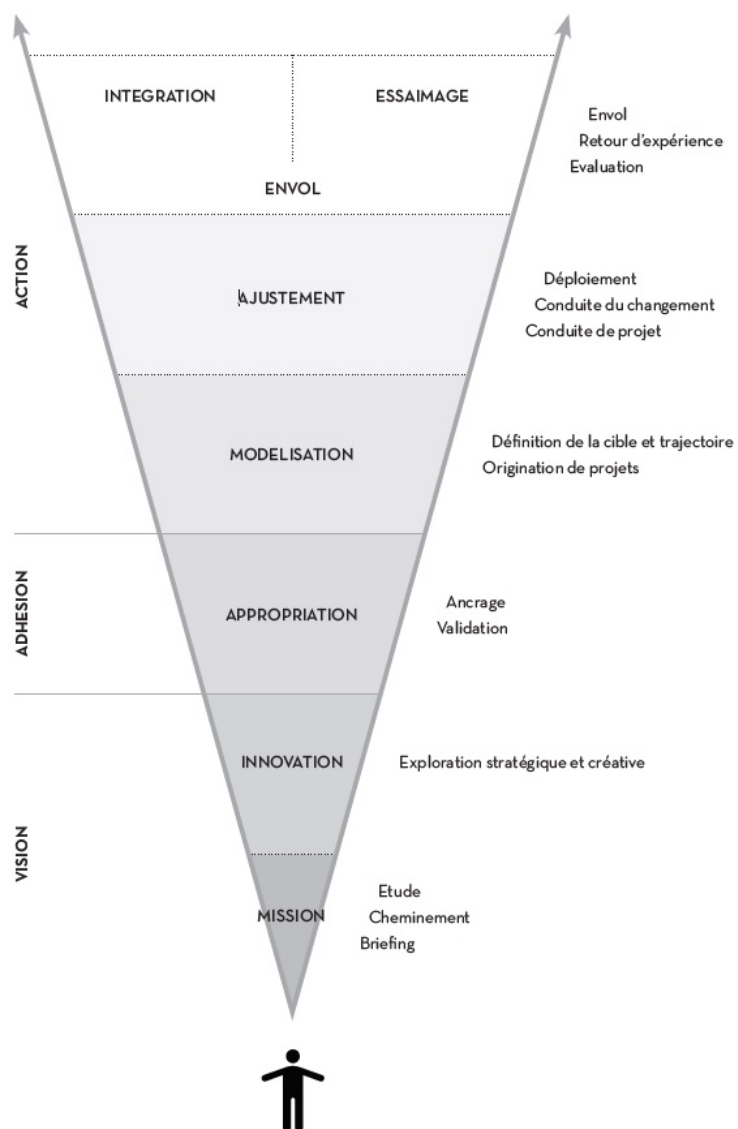 INTEGRATION
ESSAIMAGE
Envol
Retour d'expérience
Evaluation
ENVOL
ACTION
AJUSTEMENT
Déploiement
Conduite du changement
Conduite de projet
MODELISATION
Définition de la cible et trajectoire
Origination de projets
ADHESION
APPROPRIATION
Ancrage
Validation
INNOVATION
Exploration stratégique et créative
VISION
MISSION
Etude
Cheminement
Briefing